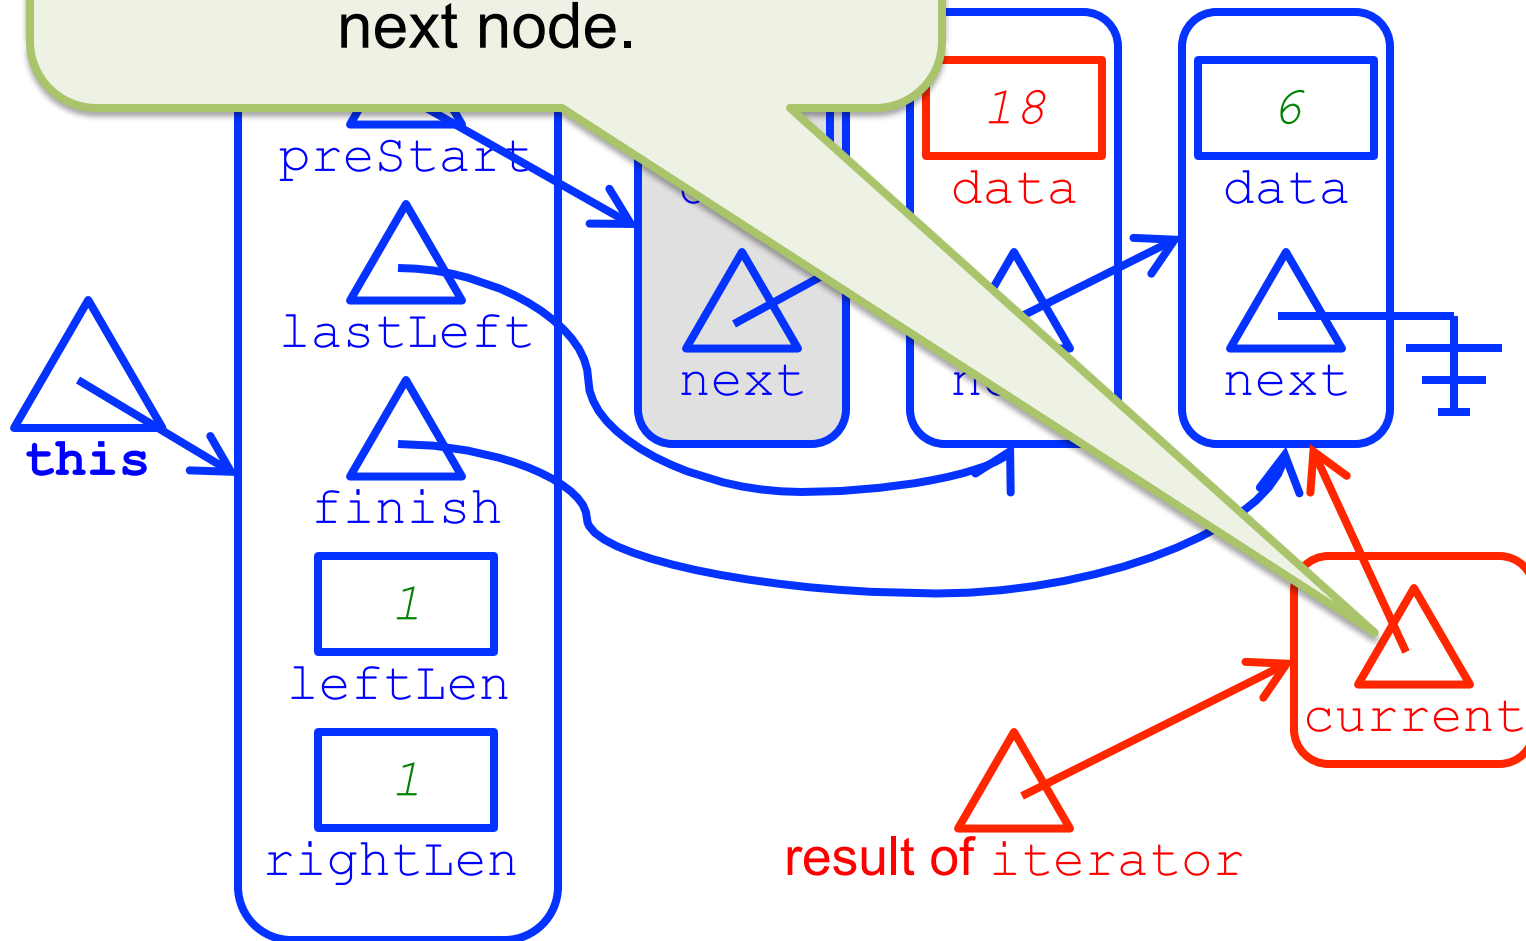 next node.
18
6
preStart
data
data
lastLeft
next
next
this
finish
1
leftLen
current
1
rightLen
result of iterator